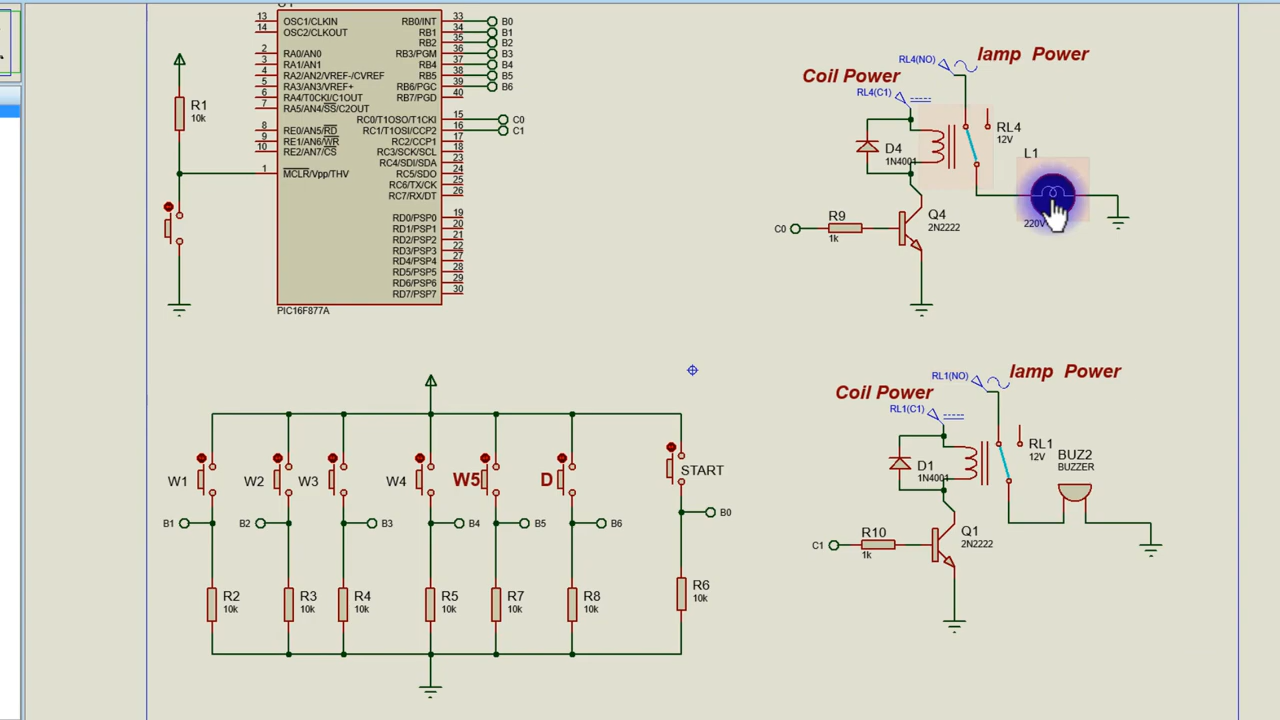 13 OSC1/CLKIN
14 OSC2/CLKOUT
2 RA0/AN0
3 RA1/AN1
4 RA2/AN2/VREF-/CVREF
5 RA3/AN3/VREF+
6 RA4/T0CKI/C1OUT
7 RA5/AN4/SS/C2OUT
8 RE0/AN5/RD
9 RE1/AN6/WR
10 RE2/AN7/CS
1 MCLR/Vpp/THV
RB0/INT 33 B0
RB1 34 B1
RB2 35 B2
RB3/PGM 36 B3
RB4 37 B4
RB5 38 B5
RB6/PGC 39 B6
RB7/PGD 40
RC0/T1OSO/T1CKI 15 C0
RC1/T1OSI/CCP2 16 C1
RC2/CCP1 17
RC3/SCK/SCL 18
RC4/SDI/SDA 23
RC5/SDO 24
RC6/TX/CK 25
RC7/RX/DT 26
RD0/PSP0 19
RD1/PSP1 20
RD2/PSP2 21
RD3/PSP3 22
RD4/PSP4 27
RD5/PSP5 28
RD6/PSP6 29
RD7/PSP7 30
PIC16F877A
R1
10k
lamp Power
RL4(NO)
Coil Power
RL4(C1)
RL4
12V
D4
1N4001
L1
220V
R9
1k
C0
Q4
2N2222
lamp Power
RL1(NO)
Coil Power
RL1(C1)
RL1
12V
D1
1N4001
BUZ2
BUZZER
R10
1k
C1
Q1
2N2222
W1 W2 W3 W4 W5 D START
B1 B2 B3 B4 B5 B6 B0
R2
10k
R3
10k
R4
10k
R5
10k
R7
10k
R8
10k
R6
10k